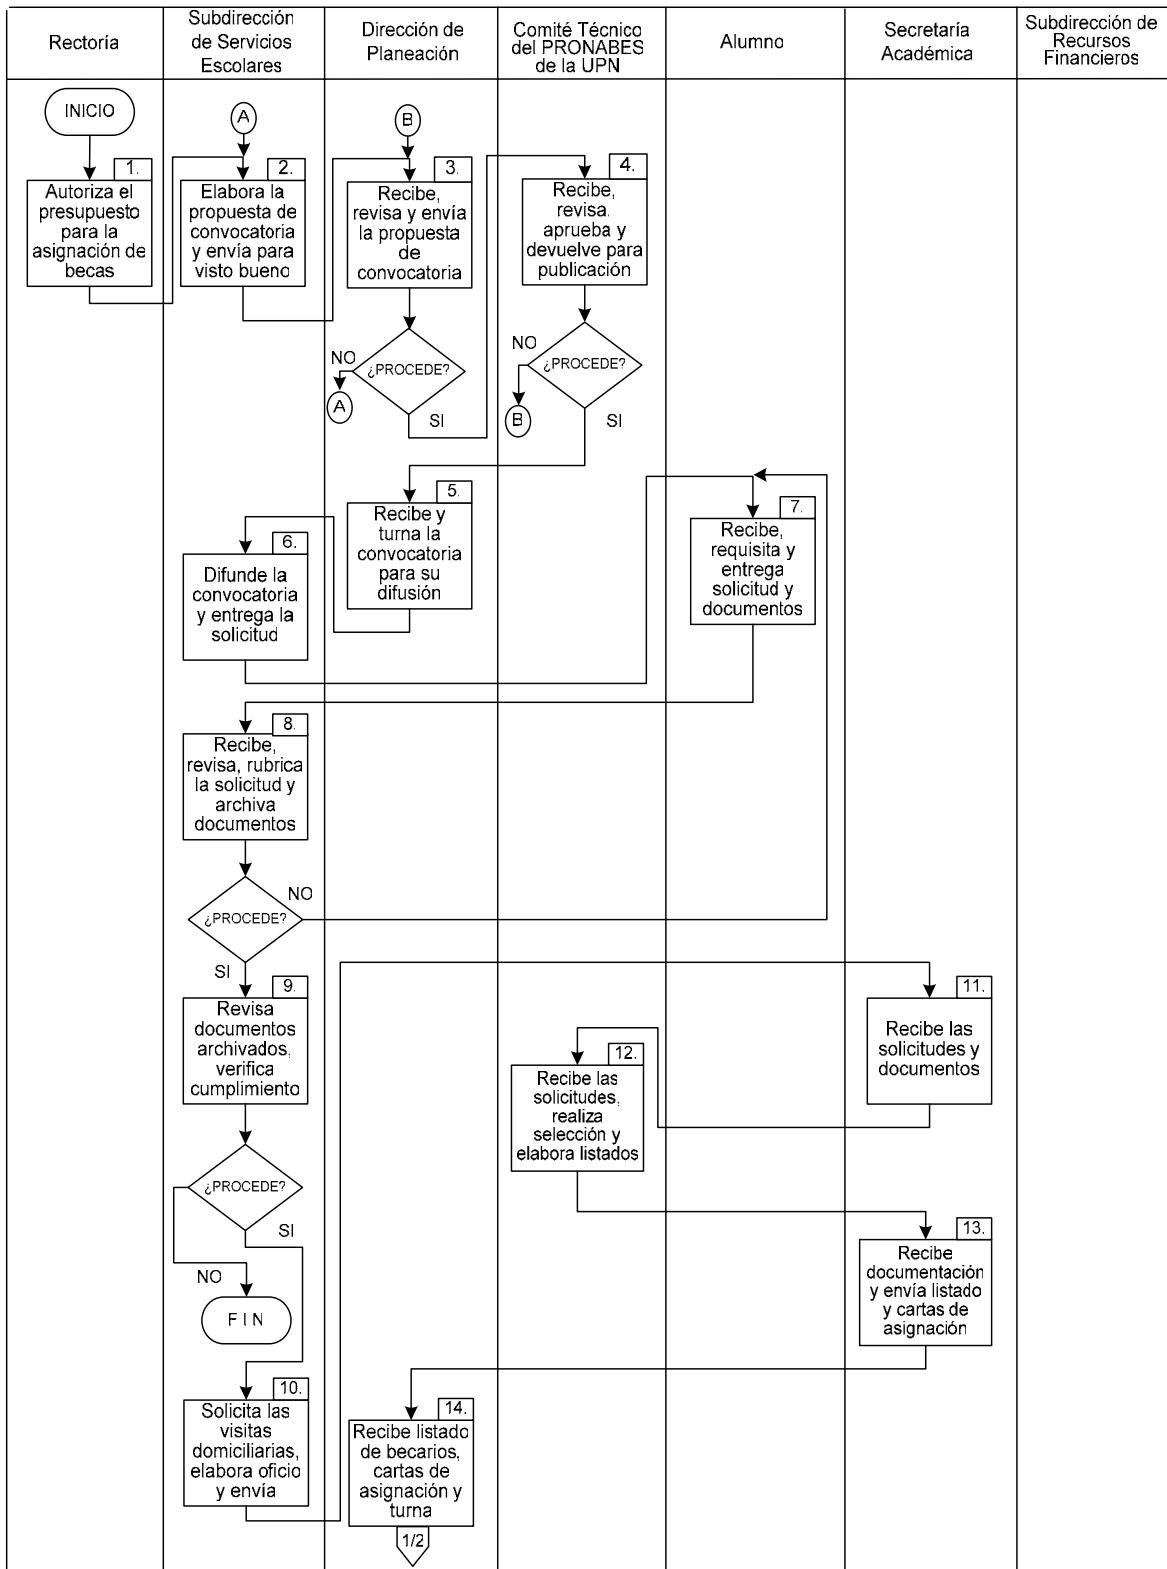 Rectoría
Subdirección
de Servicios
Escolares
Dirección de
Planeación
Comité Técnico
del PRONABES
de la UPN
Alumno
Secretaría
Académica
Subdirección de
Recursos
Financieros
INICIO
A
B
1.
Autoriza el
presupuesto
para la
asignación de
becas
2.
Elabora la
propuesta de
convocatoria
y envía para
visto bueno
3.
Recibe,
revisa y envía
la propuesta
de
convocatoria
4.
Recibe,
revisa.
aprueba y
devuelve para
publicación
¿PROCEDE?
NO
A
SI
¿PROCEDE?
NO
B
SI
5.
Recibe y
turna la
convocatoria
para su
difusión
6.
Difunde la
convocatoria
y entrega la
solicitud
7.
Recibe,
requisita y
entrega
solicitud y
documentos
8.
Recibe,
revisa, rubrica
la solicitud y
archiva
documentos
¿PROCEDE?
NO
SI
9.
Revisa
documentos
archivados,
verifica
cumplimiento
11.
Recibe las
solicitudes y
documentos
12.
Recibe las
solicitudes,
realiza
selección y
elabora listados
¿PROCEDE?
SI
NO
F I N
13.
Recibe
documentación
y envía listado
y cartas de
asignación
10.
Solicita las
visitas
domiciliarias,
elabora oficio
y envía
14.
Recibe listado
de becarios,
cartas de
asignación y
turna
1/2